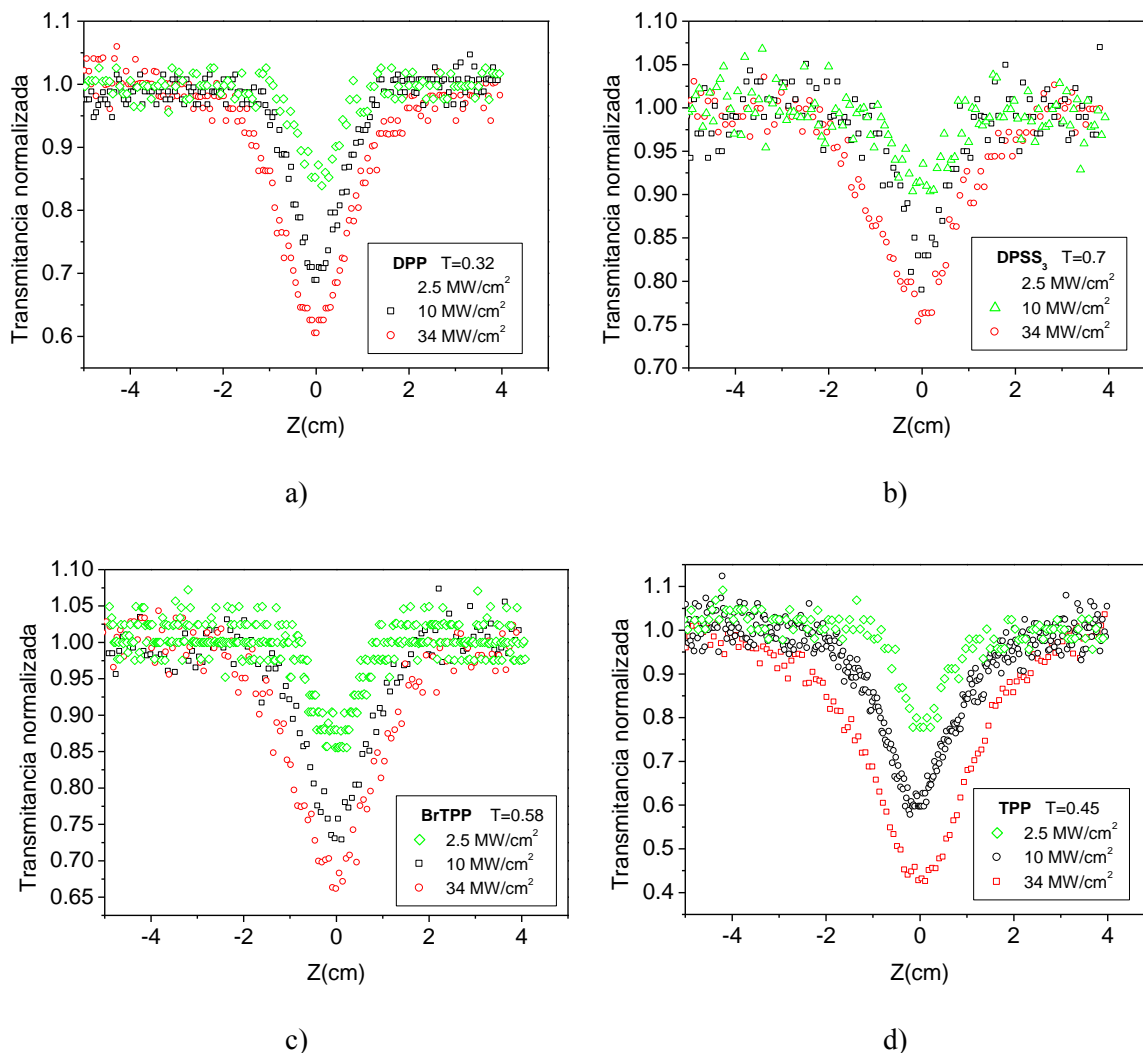 1.1
1.0
0.9
0.8
0.7
0.6
Transmitancia normalizada
-4 -2 0 2 4
Z(cm)
DPP T=0.32
2.5 MW/cm²
10 MW/cm²
34 MW/cm²
a)
1.10
1.05
1.00
0.95
0.90
0.85
0.80
0.75
0.70
Transmitancia normalizada
-4 -2 0 2 4
Z(cm)
DPSS₃ T=0.7
2.5 MW/cm²
10 MW/cm²
34 MW/cm²
b)
1.10
1.05
1.00
0.95
0.90
0.85
0.80
0.75
0.70
0.65
Transmitancia normalizada
-4 -2 0 2 4
Z(cm)
BrTPP T=0.58
2.5 MW/cm²
10 MW/cm²
34 MW/cm²
c)
1.1
1.0
0.9
0.8
0.7
0.6
0.5
0.4
Transmitancia normalizada
-4 -2 0 2 4
Z(cm)
TPP T=0.45
2.5 MW/cm²
10 MW/cm²
34 MW/cm²
d)